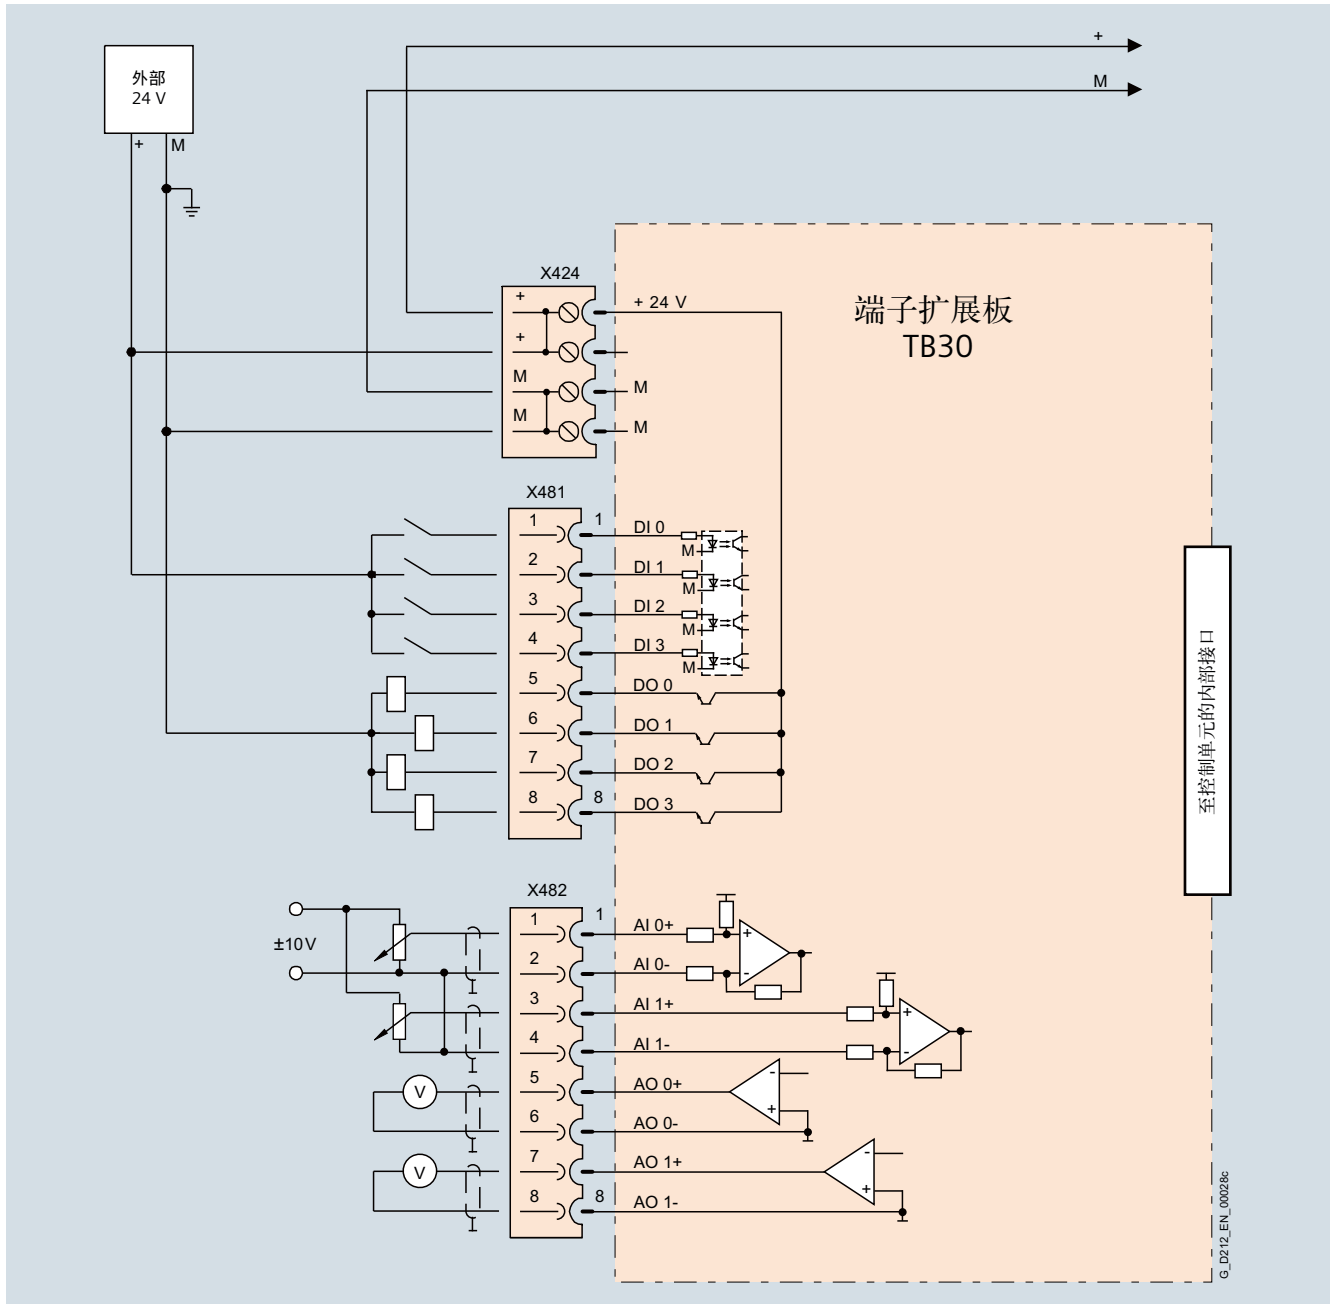 +
M
外部
24 V
+
M
X424
+
+ 24 V
端子扩展板
TB30
+
M
M
M
M
X481
1
1
DI 0
M
2
DI 1
M
3
DI 2
M
4
DI 3
M
5
DO 0
6
DO 1
7
DO 2
8
8
DO 3
至控制单元的内部接口
X482
1
1
AI 0+
+
±10 V
2
AI 0-
-
3
AI 1+
+
4
AI 1-
-
V
5
AO 0+
-
6
AO 0-
+
V
7
AO 1+
-
8
8
AO 1-
+
G_D212_EN_00028c